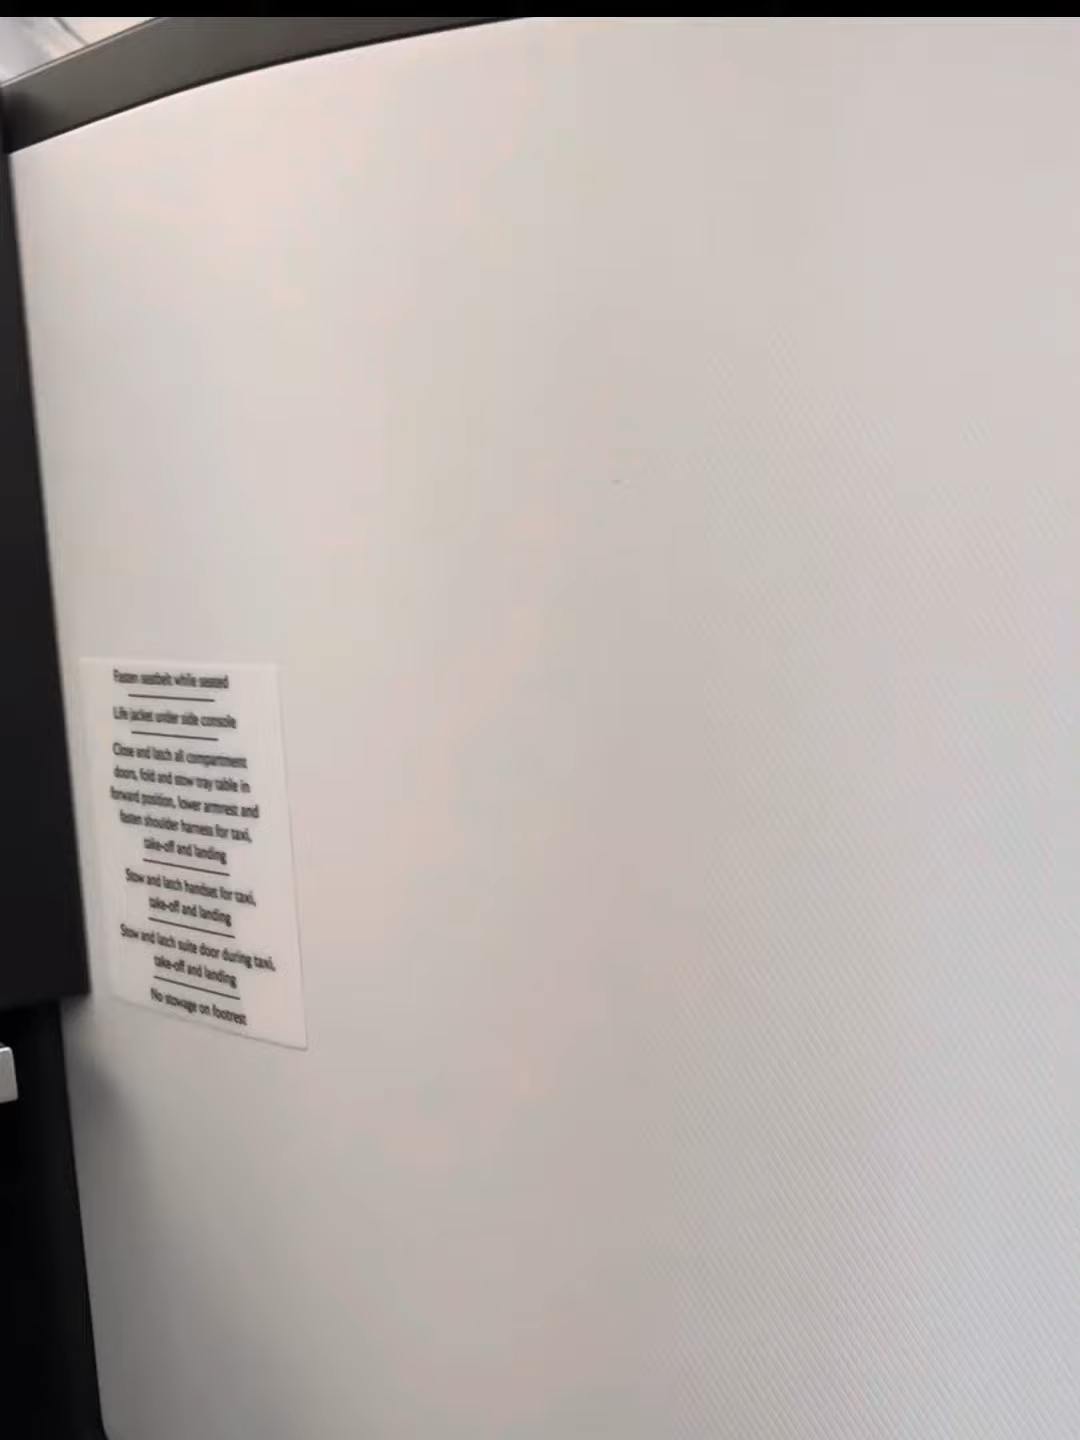 Fasten seatbelt while seated
Life jacket under side console
Close and latch all compartment
doors, fold and stow tray table in
forward position, lower armrest and
fasten shoulder harness for taxi,
take-off and landing
Stow and latch handset for taxi,
take-off and landing
Stow and latch suite door during taxi,
take-off and landing
No stowage on footrest